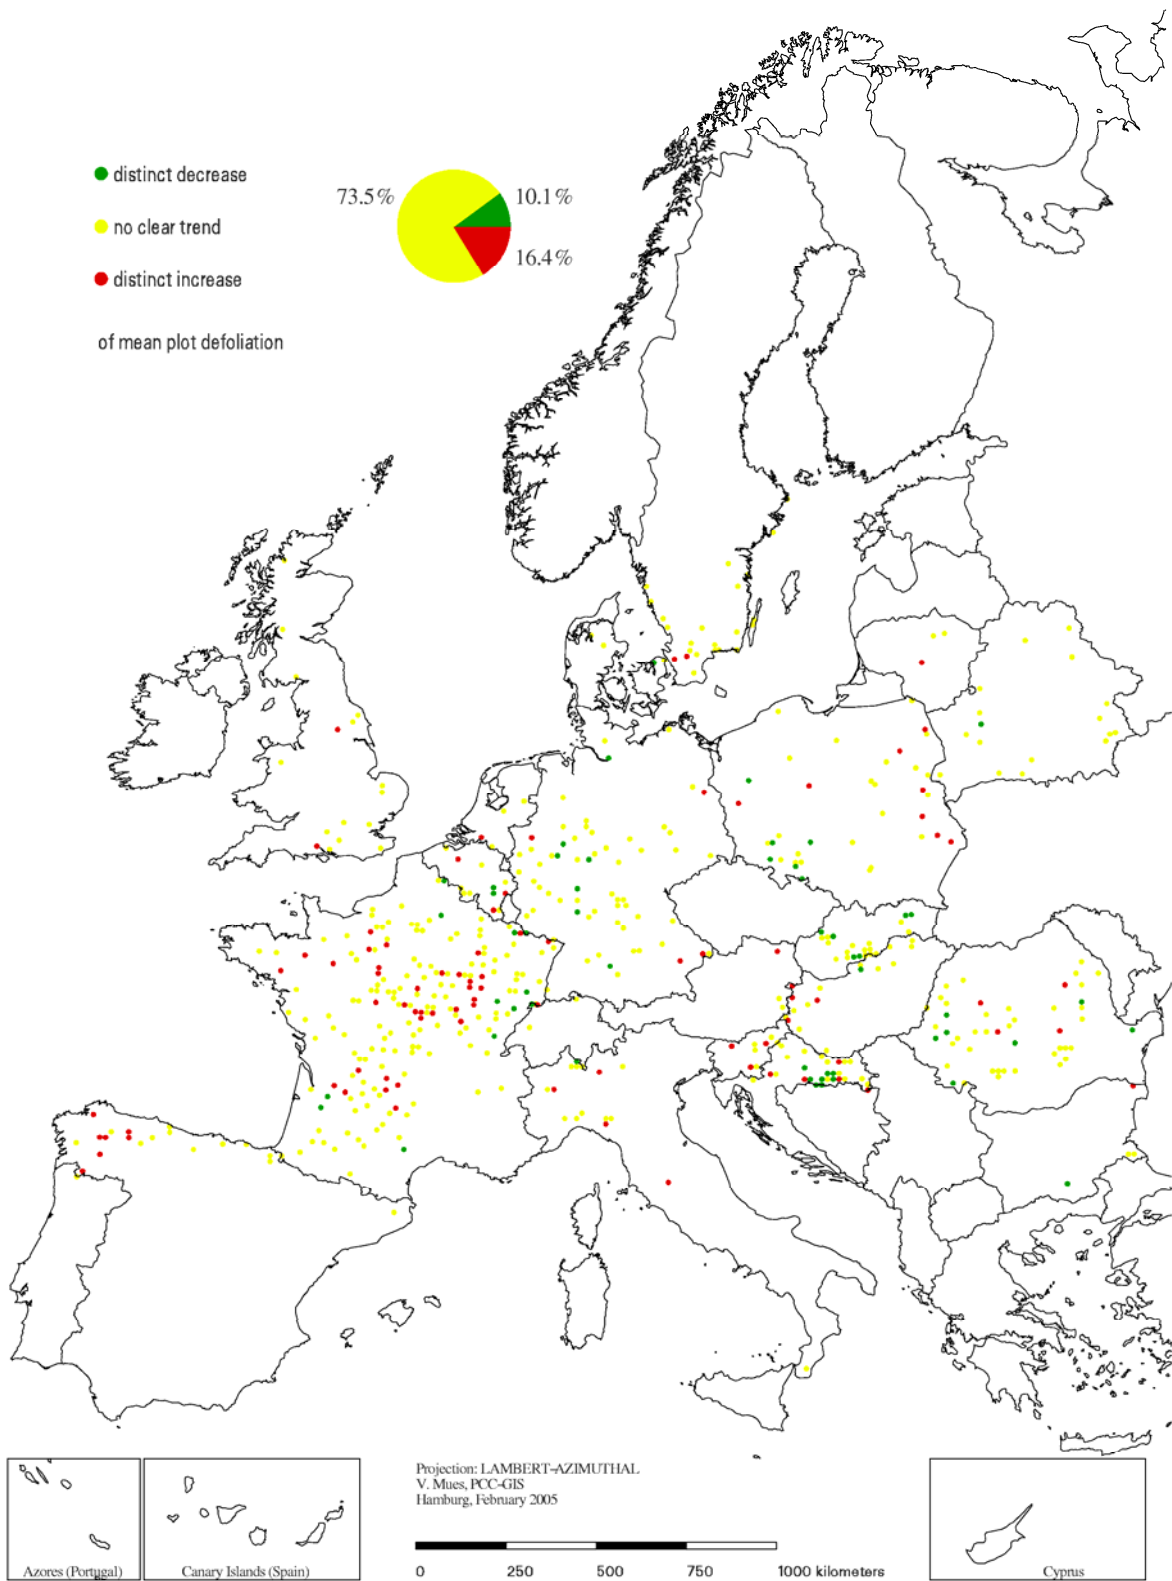 distinct decrease
73.5%
10.1%
no clear trend
16.4%
distinct increase
of mean plot defoliation
Projection: LAMBERT-AZIMUTHAL
V. Mues, PCC-GIS
Hamburg, February 2005
Azores (Portugal)
Canary Islands (Spain)
0 250 500 750 1000 kilometers
Cyprus